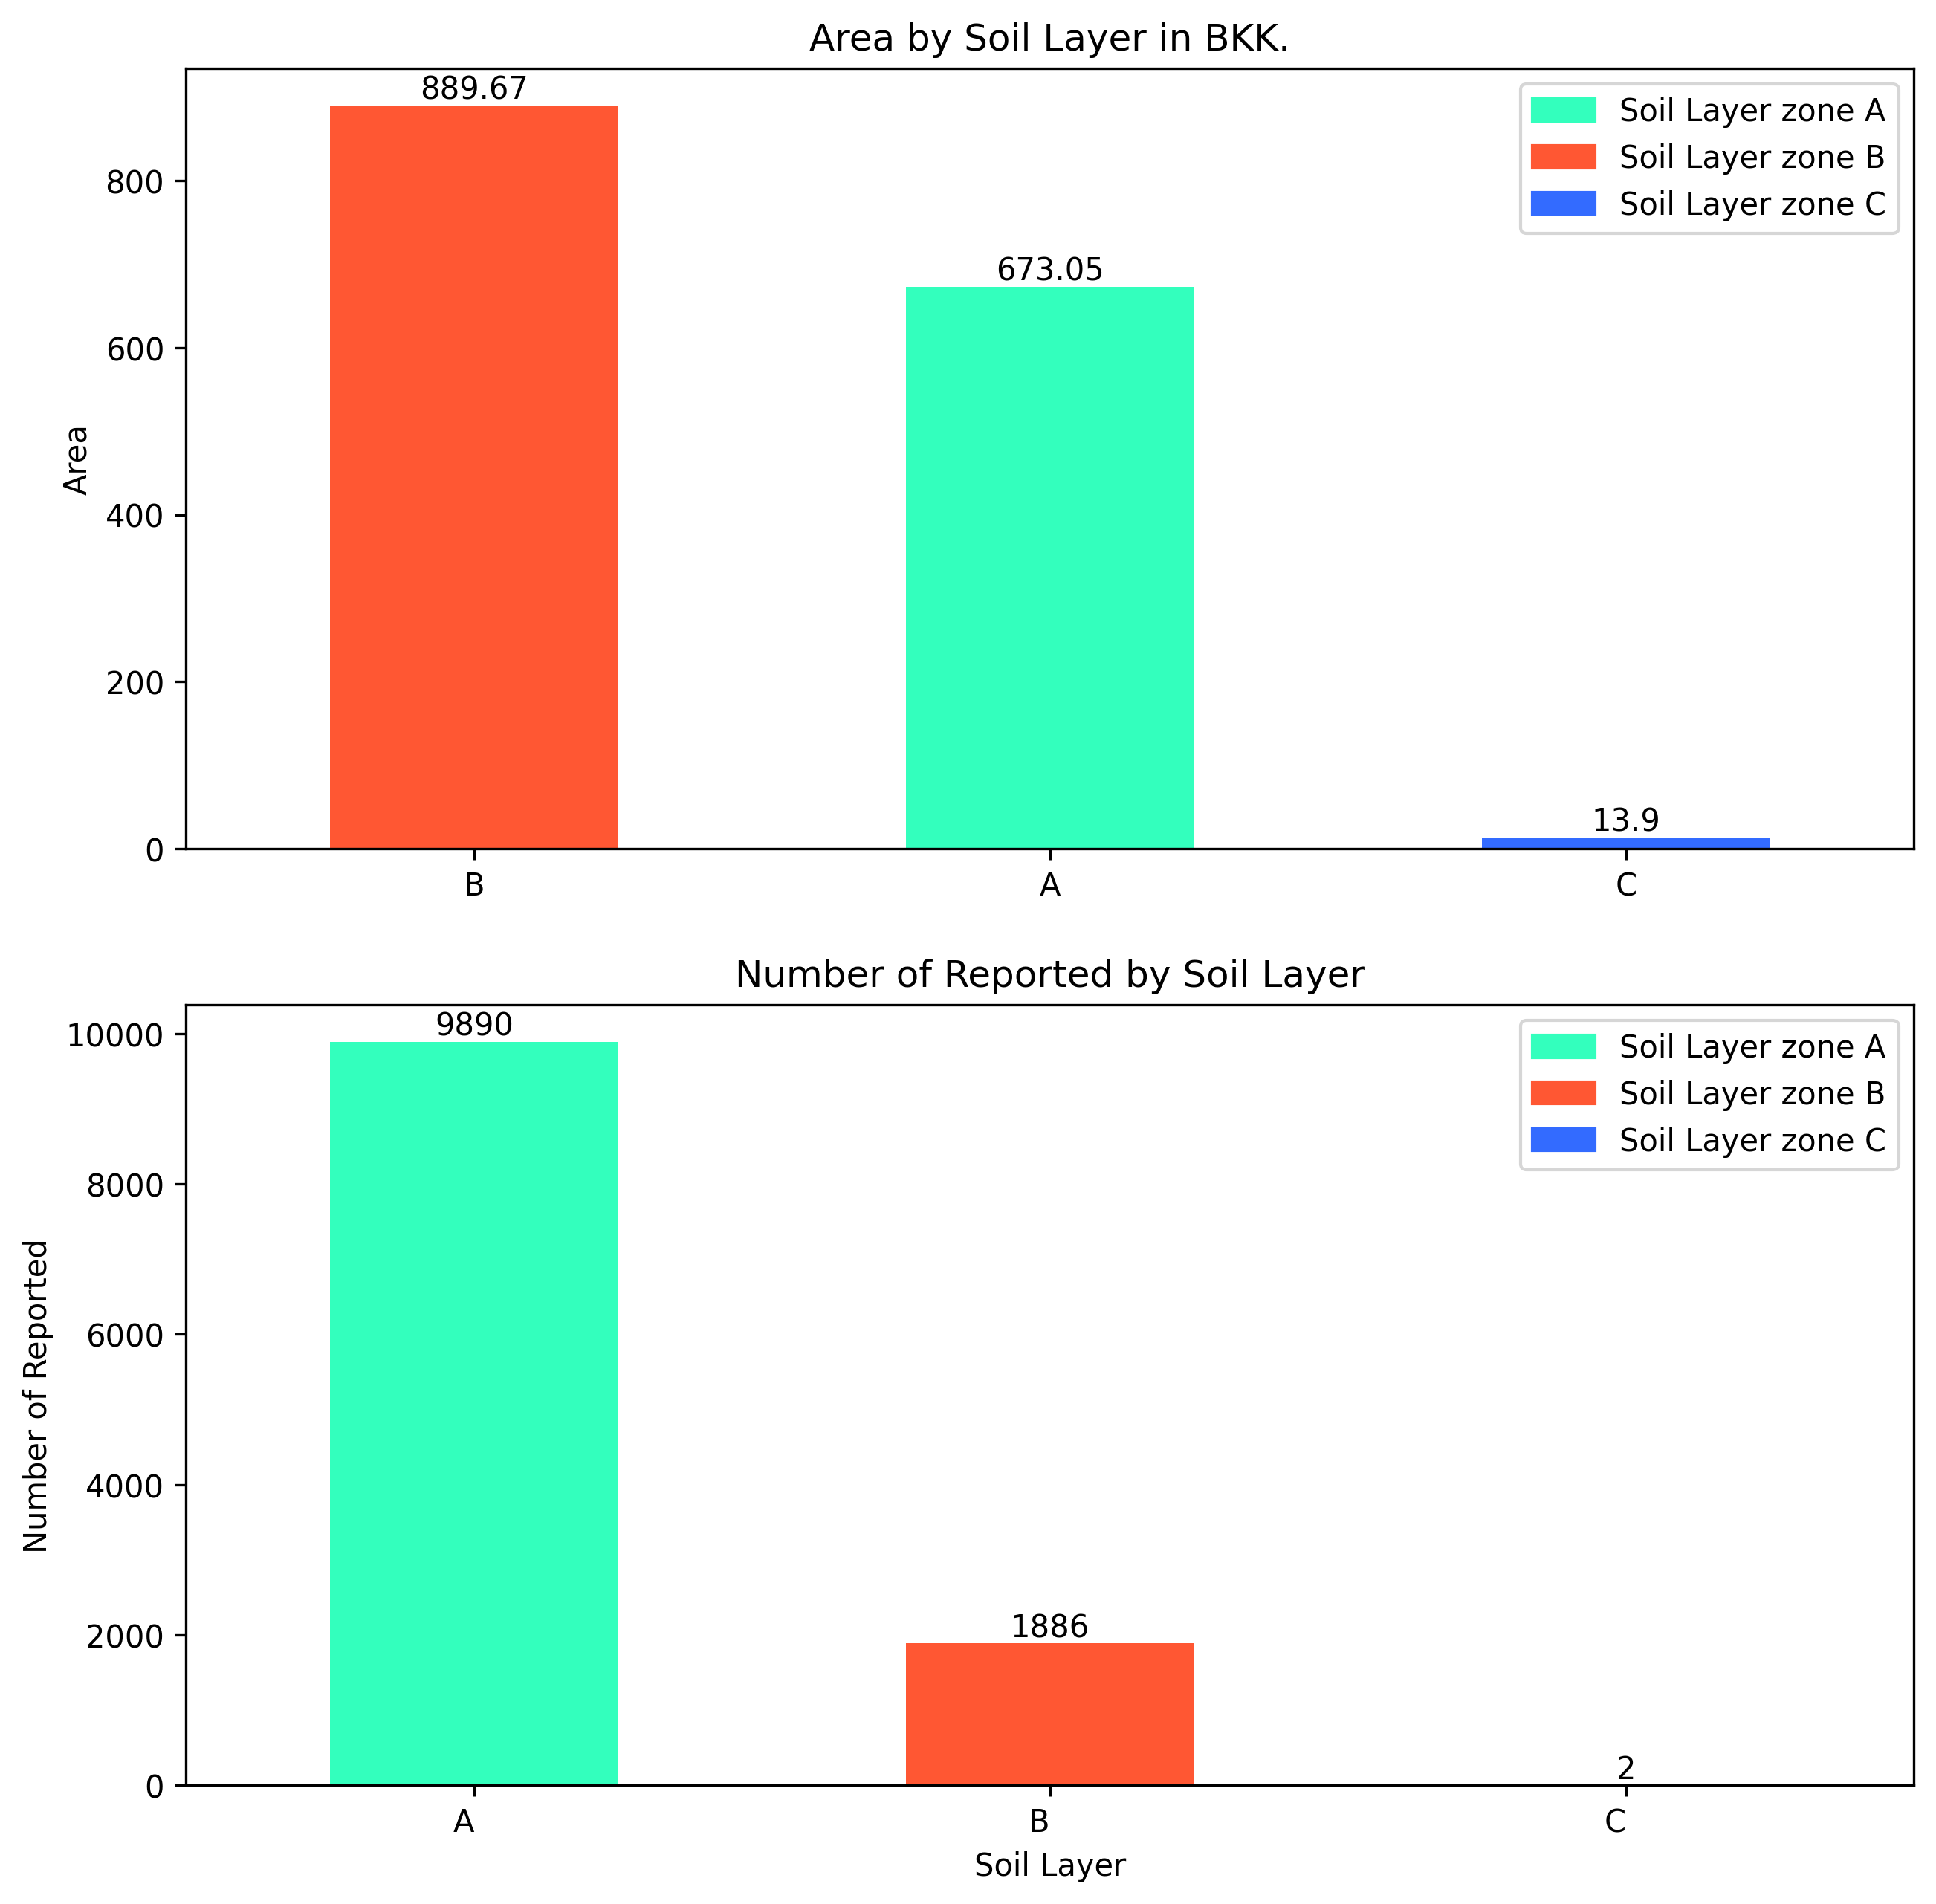 Area by Soil Layer in BKK.
889.67
Soil Layer zone A
Soil Layer zone B
Soil Layer zone C
800
673.05
600
Area
400
200
13.9
0
B A C
Number of Reported by Soil Layer
9890
10000
Soil Layer zone A
Soil Layer zone B
Soil Layer zone C
8000
6000
Number of Reported
4000
2000
1886
2
0
A B C
Soil Layer